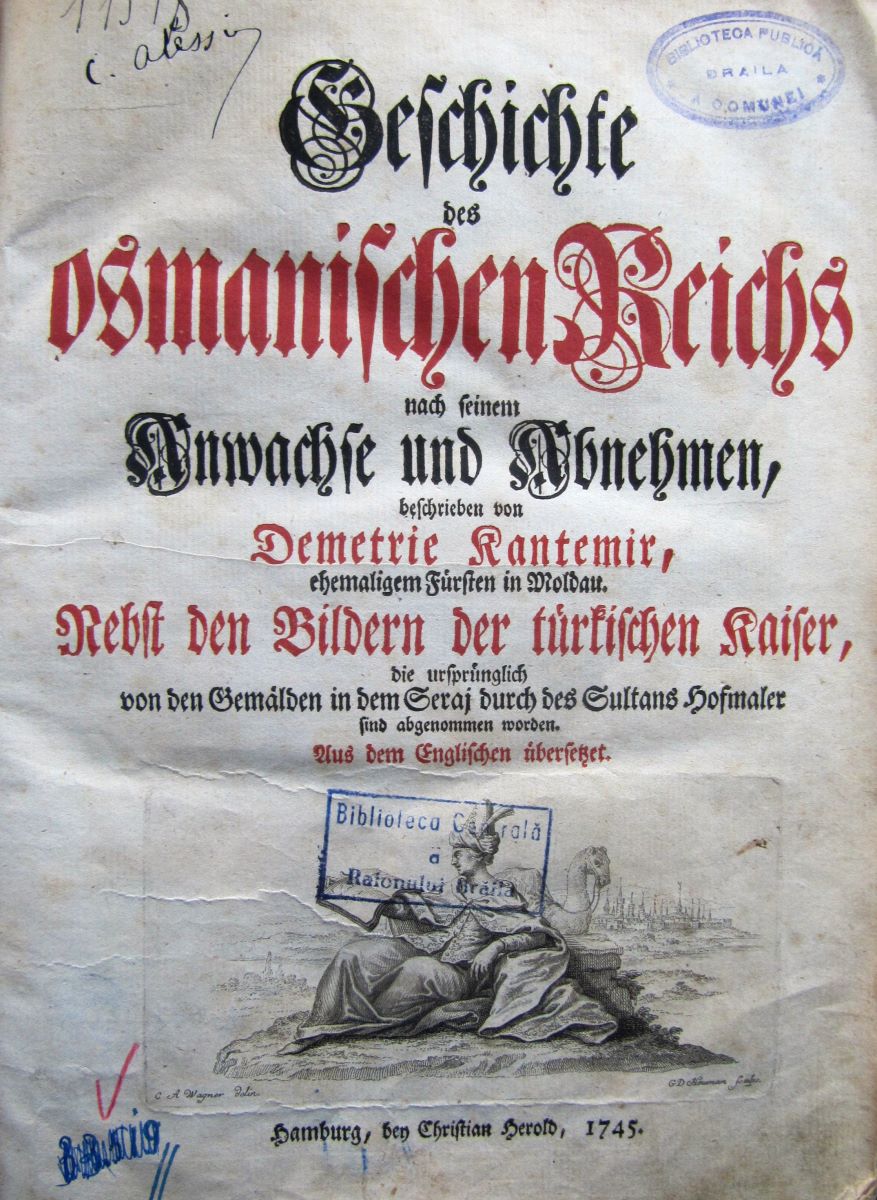 C. Alessi
BIBLIOTECA PUBLICĂ
BRAILA
A COMUNEI
Geschichte
des
osmanischen Reichs
nach seinem
Anwachse und Abnehmen,
beschrieben von
Demetrie Kantemir,
ehemaligem Fürsten in Moldau.
Nebst den Bildern der türkischen Kaiser,
die ursprünglich
von den Gemälden in dem Seraj durch des Sultans Hofmaler
sind abgenommen worden.
Aus dem Englischen übersetzet.
Biblioteca Centrală
a
Raionului Brăila
C A Wagner delin.
G D Heuman sculps.
Hamburg, bey Christian Herold, 1745.